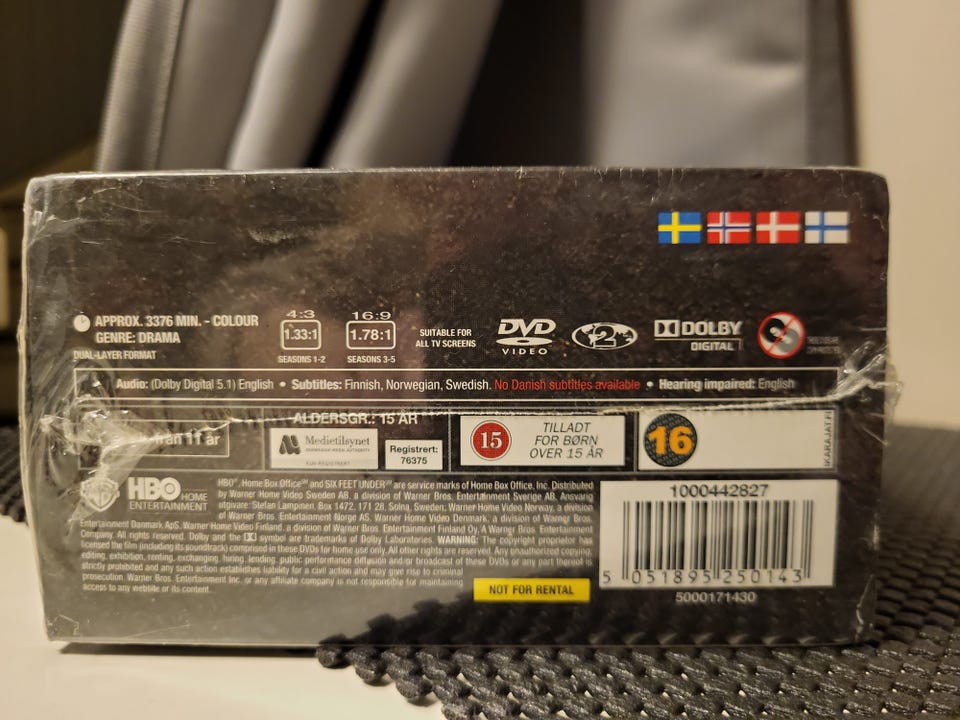 APPROX. 3376 MIN. - COLOUR
GENRE: DRAMA
DUAL-LAYER FORMAT
4:3
1.33:1
SEASONS 1-2
16:9
1.78:1
SEASONS 3-5
SUITABLE FOR
ALL TV SCREENS
DVD
VIDEO
2
DOLBY
DIGITAL
Audio: (Dolby Digital 5.1) English • Subtitles: Finnish, Norwegian, Swedish. No Danish subtitles available • Hearing impaired: English
från 11 år
ALDERSGR.: 15 ÅR
Medietilsynet
NORWEGIAN MEDIA AUTHORITY
KUN REGISTRERT
Registrert:
76375
15
TILLADT
FOR BØRN
OVER 15 ÅR
16
IKÄRAJAT.FI
WB
HBO HOME
ENTERTAINMENT
HBO®, Home Box Office℠ and SIX FEET UNDER℠ are service marks of Home Box Office, Inc. Distributed
by Warner Home Video Sweden AB, a division of Warner Bros. Entertainment Sverige AB. Ansvarig
utgivare: Stefan Lampinen, Box 1472, 171 28, Solna, Sweden; Warner Home Video Norway, a division
of Warner Bros. Entertainment Norge AS. Warner Home Video Denmark, a division of Warner Bros.
Entertainment Danmark ApS. Warner Home Video Finland, a division of Warner Bros. Entertainment Finland Oy, A Warner Bros. Entertainment
Company. All rights reserved. Dolby and the DD symbol are trademarks of Dolby Laboratories. WARNING: The copyright proprietor has
licensed the film (including its soundtrack) comprised in these DVDs for home use only. All other rights are reserved. Any unauthorized copying,
editing, exhibition, renting, exchanging, hiring, lending, public performance diffusion and/or broadcast of these DVDs or any part thereof is
strictly prohibited and any such action establishes liability for a civil action and may give rise to criminal
prosecution. Warner Bros. Entertainment Inc. or any affiliate company is not responsible for maintaining
access to any website or its content.
NOT FOR RENTAL
1000442827
5 051895 250143
5000171430